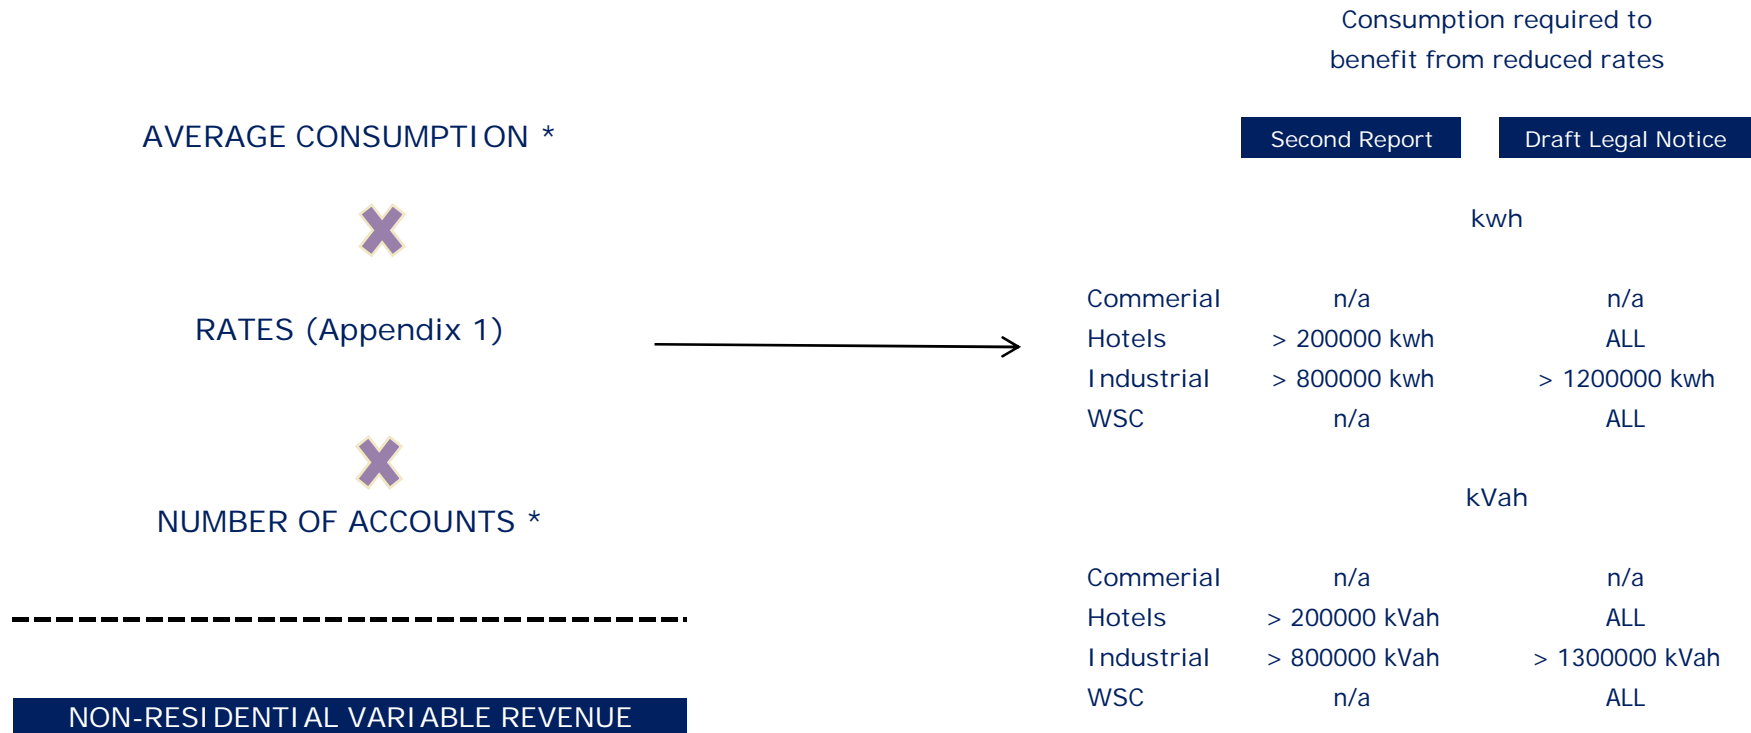 AVERAGE CONSUMPTION *
RATES (Appendix 1)
NUMBER OF ACCOUNTS *
NON-RESIDENTIAL VARIABLE REVENUE
Consumption required to
benefit from reduced rates
Second Report Draft Legal Notice
kwh
Commerial n/a n/a
Hotels > 200000 kwh ALL
Industrial > 800000 kwh > 1200000 kwh
WSC n/a ALL
kVah
Commerial n/a n/a
Hotels > 200000 kVah ALL
Industrial > 800000 kVah > 1300000 kVah
WSC n/a ALL